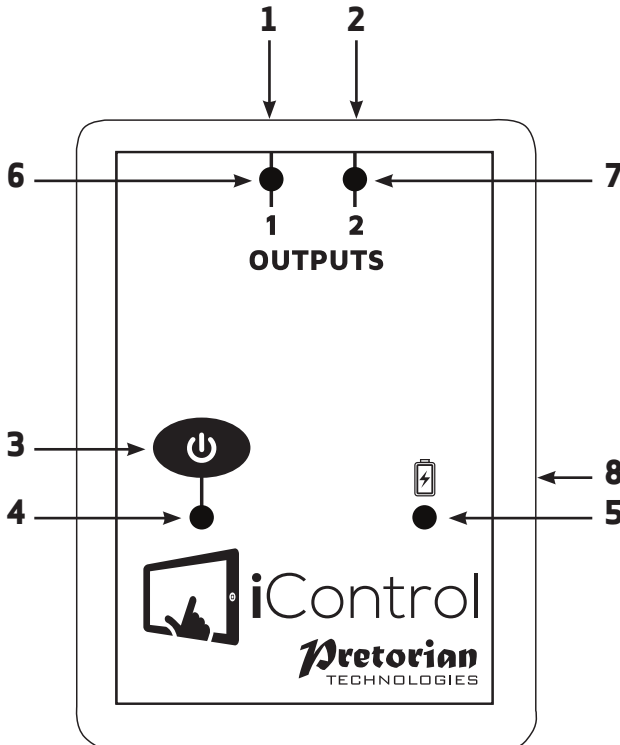 1 2
6 7
1 2
OUTPUTS
3
8
4 5
iControl
Pretorian
TECHNOLOGIES